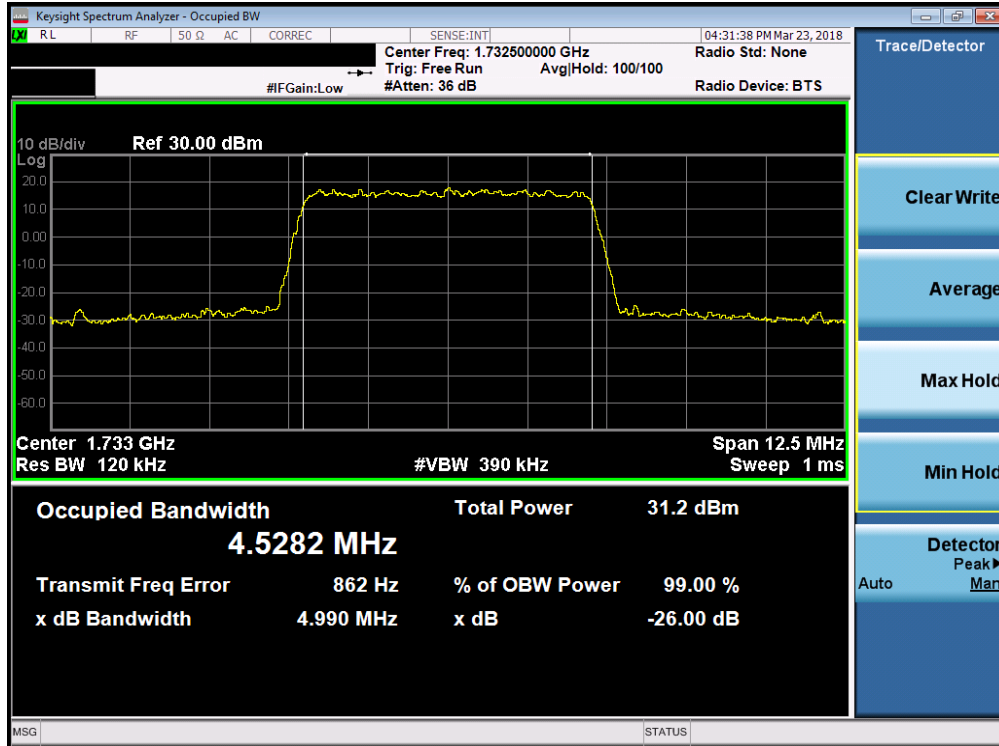 Keysight Spectrum Analyzer - Occupied BW
LXI RL RF 50 Ω AC CORREC SENSE:INT 04:31:38 PM Mar 23, 2018
Center Freq: 1.732500000 GHz Radio Std: None
Trig: Free Run Avg|Hold: 100/100
#IFGain:Low #Atten: 36 dB Radio Device: BTS
Trace/Detector
10 dB/div Ref 30.00 dBm
Log
20.0
10.0
0.00
-10.0
-20.0
-30.0
-40.0
-50.0
-60.0
Center 1.733 GHz Span 12.5 MHz
Res BW 120 kHz #VBW 390 kHz Sweep 1 ms
Occupied Bandwidth Total Power 31.2 dBm
4.5282 MHz
Transmit Freq Error 862 Hz % of OBW Power 99.00 %
x dB Bandwidth 4.990 MHz x dB -26.00 dB
Clear Write
Average
Max Hold
Min Hold
Detector
Peak▶
Auto Man
MSG STATUS